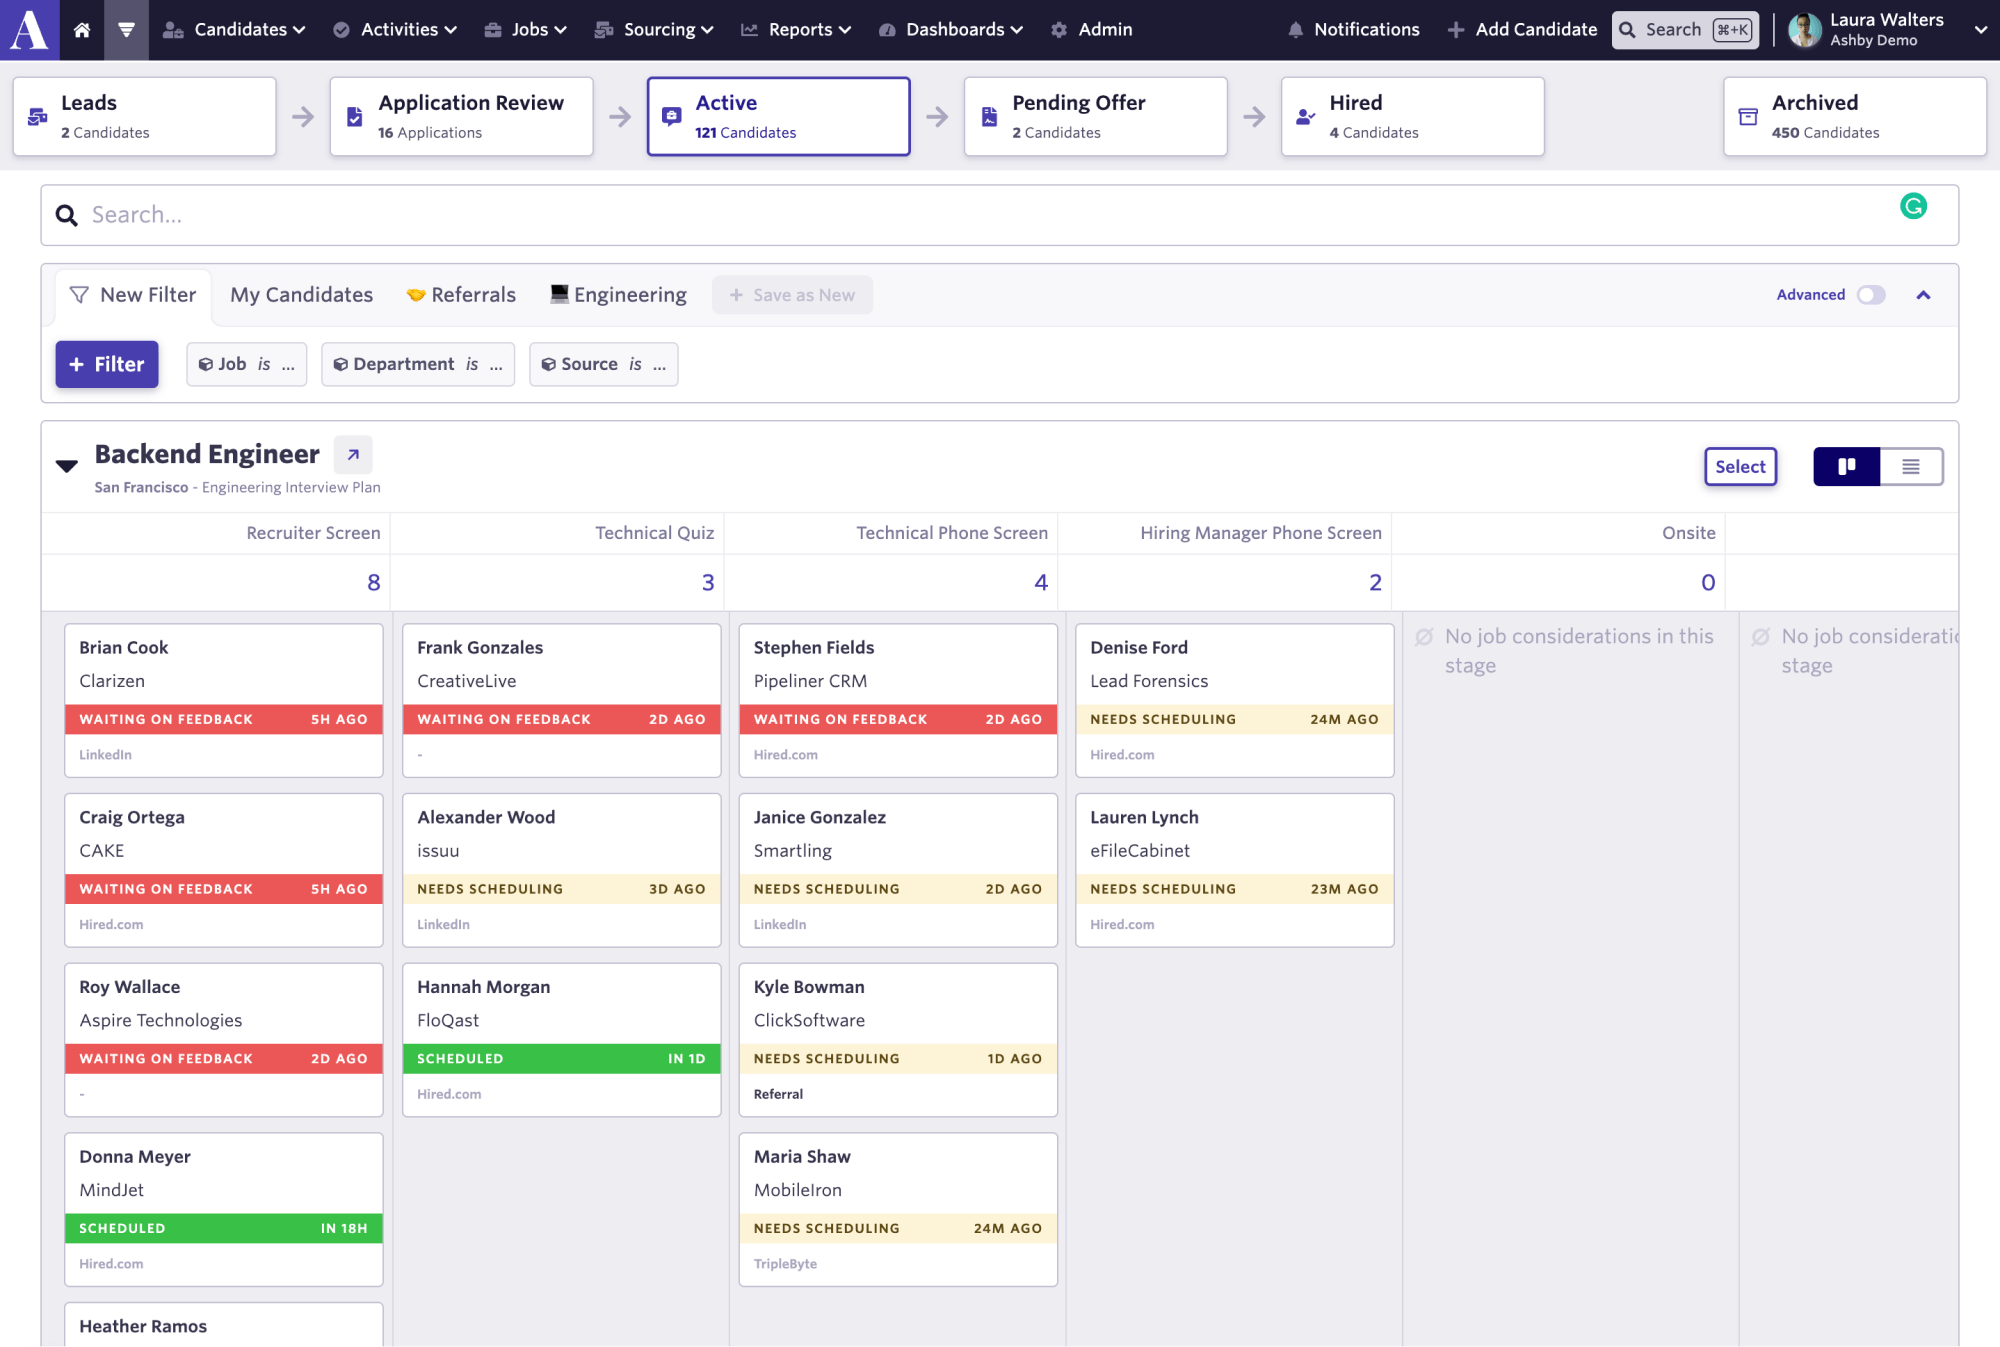 A
Candidates
Activities
Jobs
Sourcing
Reports
Dashboards
Admin
Notifications
Add Candidate
Search ⌘+K
Laura Walters
Ashby Demo
Leads
2 Candidates
Application Review
16 Applications
Active
121 Candidates
Pending Offer
2 Candidates
Hired
4 Candidates
Archived
450 Candidates
Search...
New Filter
My Candidates
Referrals
Engineering
+ Save as New
Advanced
+ Filter
Job is ...
Department is ...
Source is ...
Backend Engineer
San Francisco - Engineering Interview Plan
Select
Recruiter Screen
Technical Quiz
Technical Phone Screen
Hiring Manager Phone Screen
Onsite
8
3
4
2
0
Brian Cook
Clarizen
WAITING ON FEEDBACK 5H AGO
LinkedIn
Craig Ortega
CAKE
WAITING ON FEEDBACK 5H AGO
Hired.com
Roy Wallace
Aspire Technologies
WAITING ON FEEDBACK 2D AGO
-
Donna Meyer
MindJet
SCHEDULED IN 18H
Hired.com
Heather Ramos
Frank Gonzales
CreativeLive
WAITING ON FEEDBACK 2D AGO
-
Alexander Wood
issuu
NEEDS SCHEDULING 3D AGO
LinkedIn
Hannah Morgan
FloQast
SCHEDULED IN 1D
Hired.com
Stephen Fields
Pipeliner CRM
WAITING ON FEEDBACK 2D AGO
Hired.com
Janice Gonzalez
Smartling
NEEDS SCHEDULING 2D AGO
LinkedIn
Kyle Bowman
ClickSoftware
NEEDS SCHEDULING 1D AGO
Referral
Maria Shaw
MobileIron
NEEDS SCHEDULING 24M AGO
TripleByte
Denise Ford
Lead Forensics
NEEDS SCHEDULING 24M AGO
Hired.com
Lauren Lynch
eFileCabinet
NEEDS SCHEDULING 23M AGO
Hired.com
No job considerations in this
stage
No job consideratio
stage